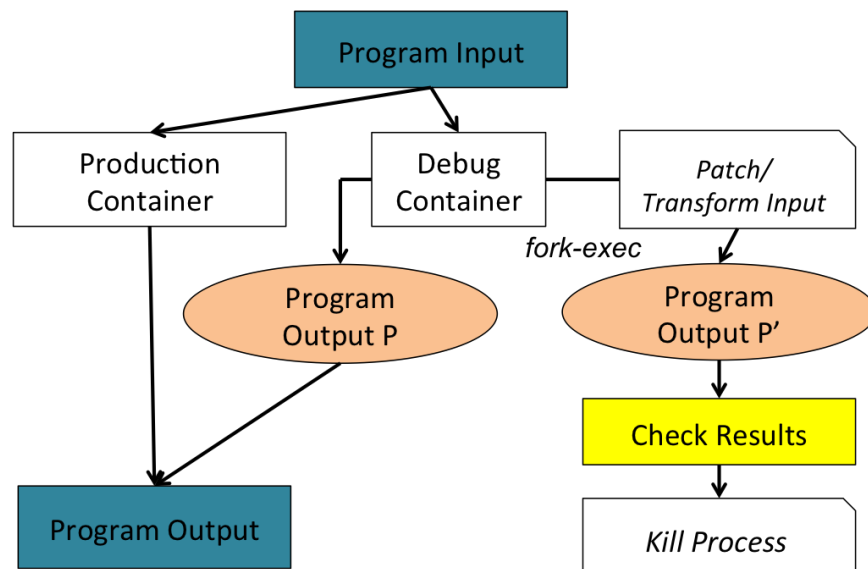 Program Input
Production
Container
Debug
Container
Patch/
Transform Input
fork-exec
Program
Output P
Program
Output P’
Check Results
Program Output
Kill Process